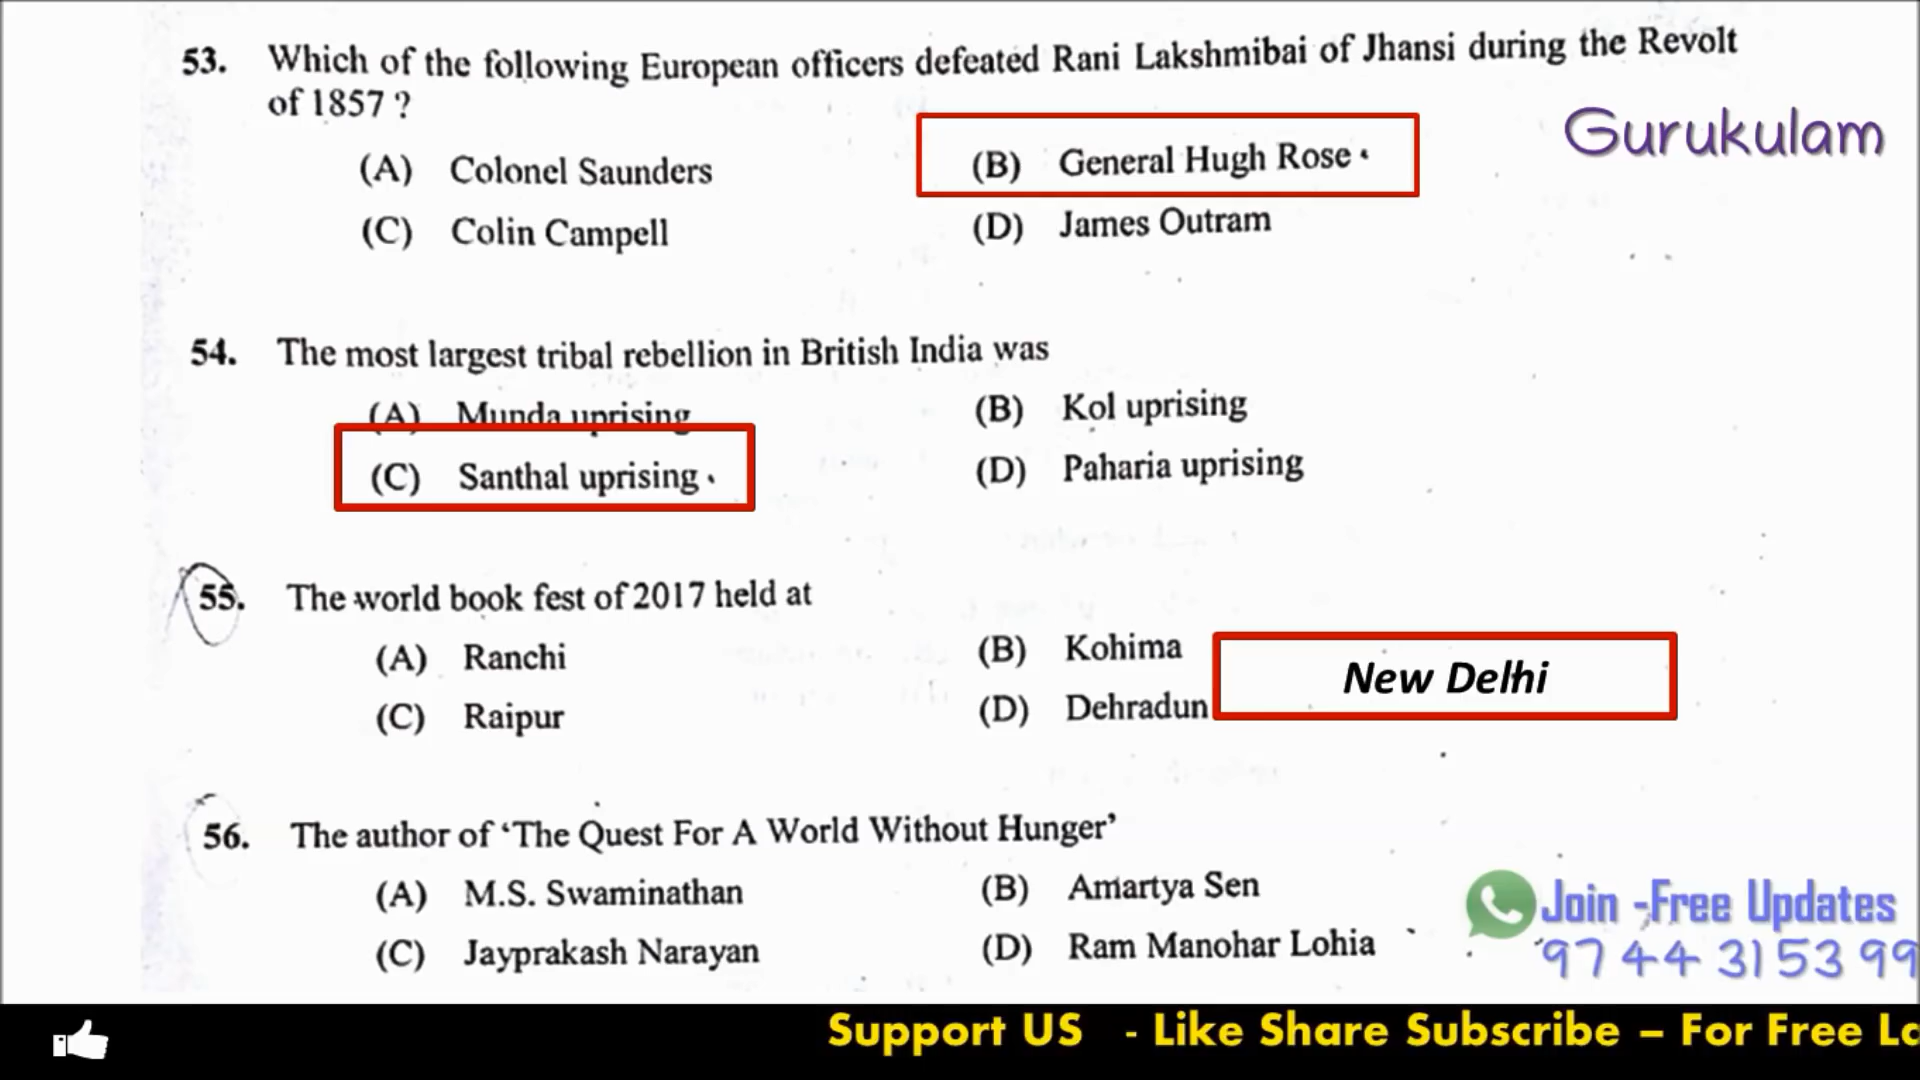 53. Which of the following European officers defeated Rani Lakshmibai of Jhansi during the Revolt
of 1857 ?
Gurukulam
(A) Colonel Saunders (B) General Hugh Rose
(C) Colin Campell (D) James Outram
54. The most largest tribal rebellion in British India was
(A) Munda uprising (B) Kol uprising
(C) Santhal uprising (D) Paharia uprising
55. The world book fest of 2017 held at
(A) Ranchi (B) Kohima
New Delhi
(C) Raipur (D) Dehradun
56. The author of ‘The Quest For A World Without Hunger’
(A) M.S. Swaminathan (B) Amartya Sen
(C) Jayprakash Narayan (D) Ram Manohar Lohia
Join -Free Updates
9744 3153 99
Support US - Like Share Subscribe – For Free La